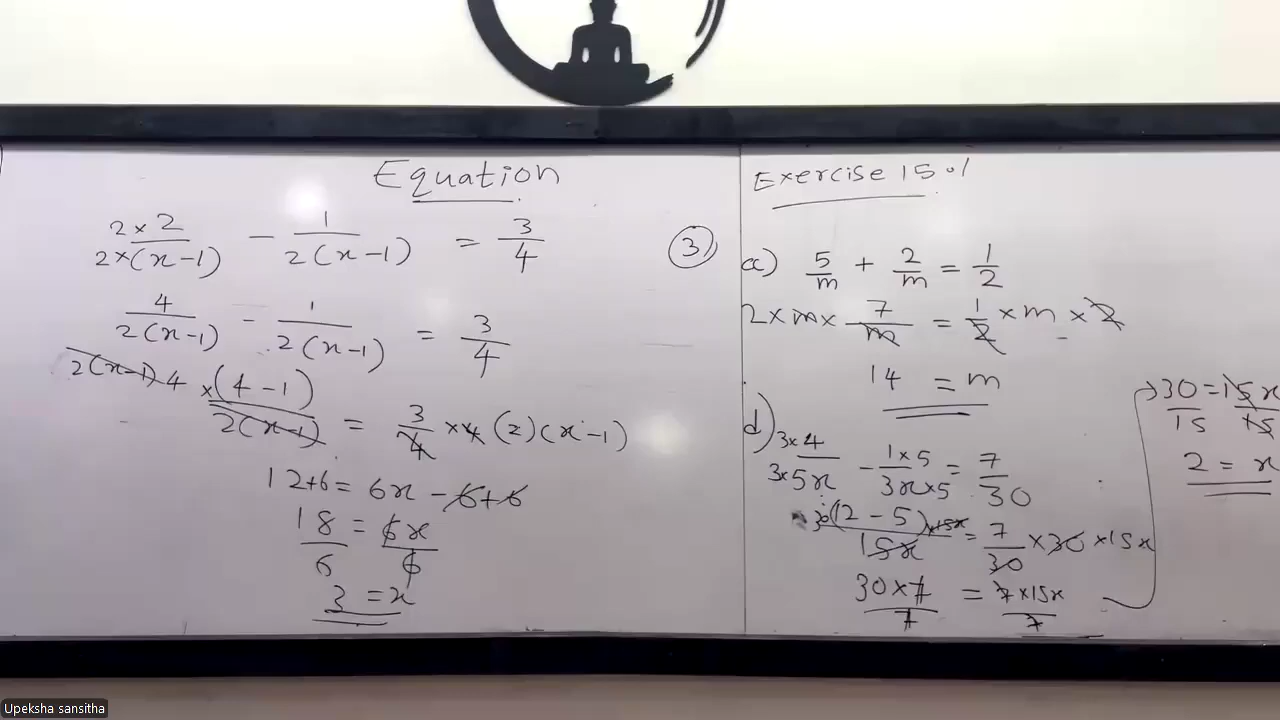 Equation
2 × 2 / 2×(x−1) − 1 / 2(x−1) = 3/4
4 / 2(x−1) − 1 / 2(x−1) = 3/4
2(x−1) 4 × (4−1) / 2(x−1) = 3/4 × 4 (2)(x−1)
12+6 = 6x − 6+6
18/6 = 6x/6
3 = x
Exercise 15.1
3) a) 5/m + 2/m = 1/2
2 × m × 7/m = 1/2 × m × 2
14 = m
d) 3×4 / 3×5x − 1×5 / 3x×5 = 7/30
30(12 − 5) ×15x / 15x = 7/30 × 30 × 15x
30×7 / 7 = 7×15x / 7
30/15 = 15x/15
2 = x
Upeksha sansitha